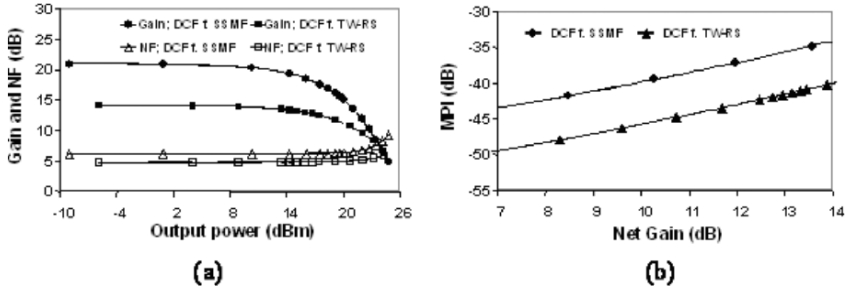 Gain; DCF f. SSMF Gain; DCF f. TW-RS
NF; DCF f. SSMF NF; DCF f. TW-RS
Gain and NF (dB)
30
25
20
15
10
5
0
-10 -4 2 8 14 20 26
Output power (dBm)
(a)
DCF f. SSMF DCF f. TW-RS
MPI (dB)
-30
-35
-40
-45
-50
-55
7 8 9 10 11 12 13 14
Net Gain (dB)
(b)